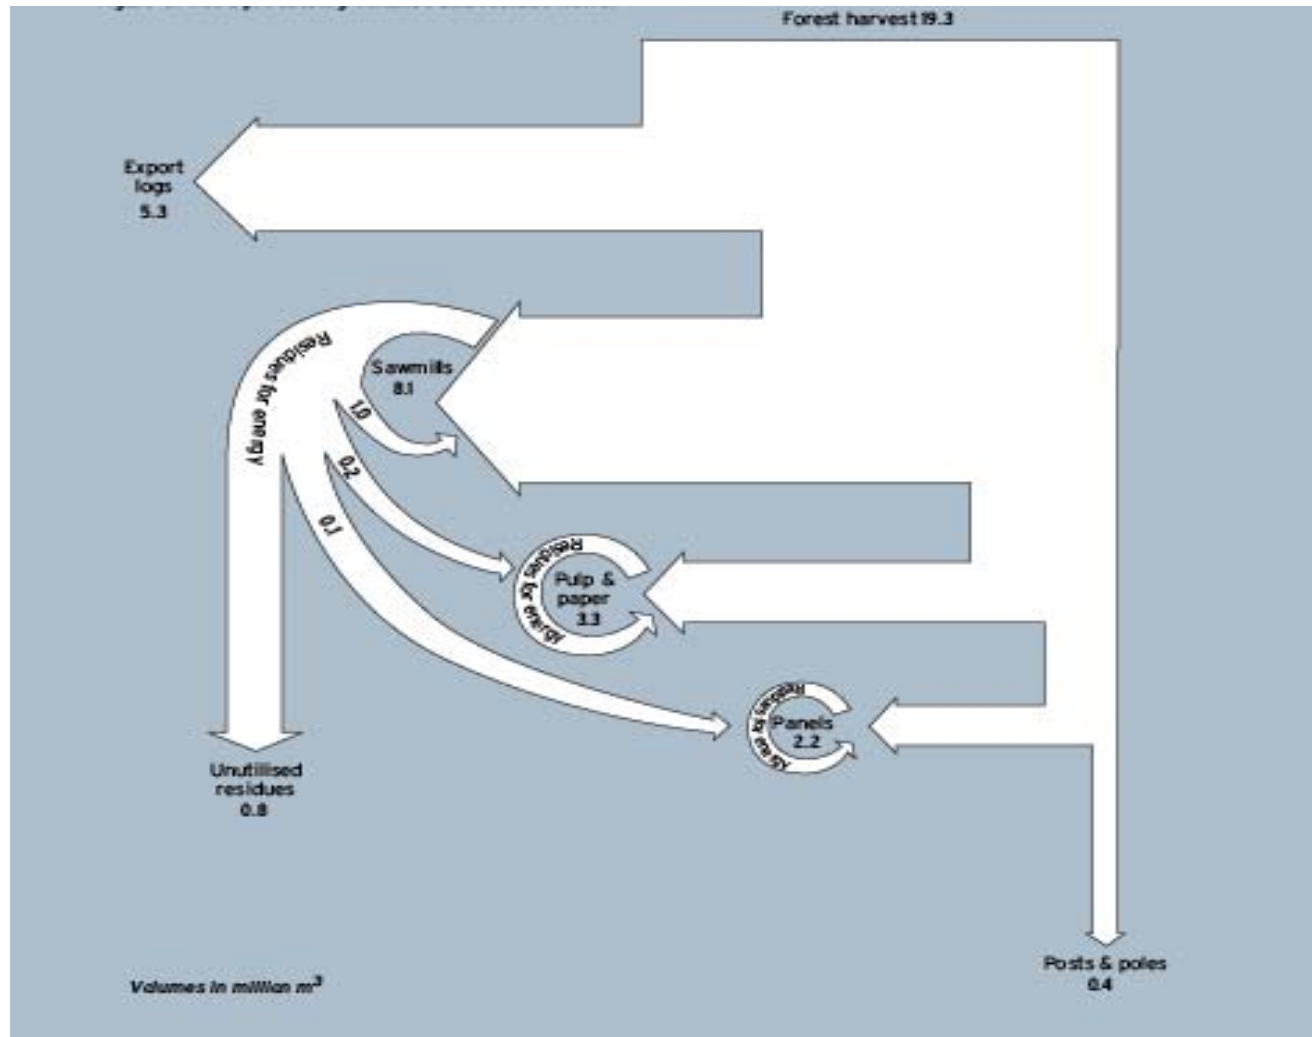 Forest harvest 19.3
Export
logs
5.3
Residues for energy
Sawmills
8.1
1.0
0.2
0.1
Residues for energy
Pulp &
paper
3.3
Residues for energy
Panels
2.2
Unutilised
residues
0.8
Posts & poles
0.4
Volumes in million m³